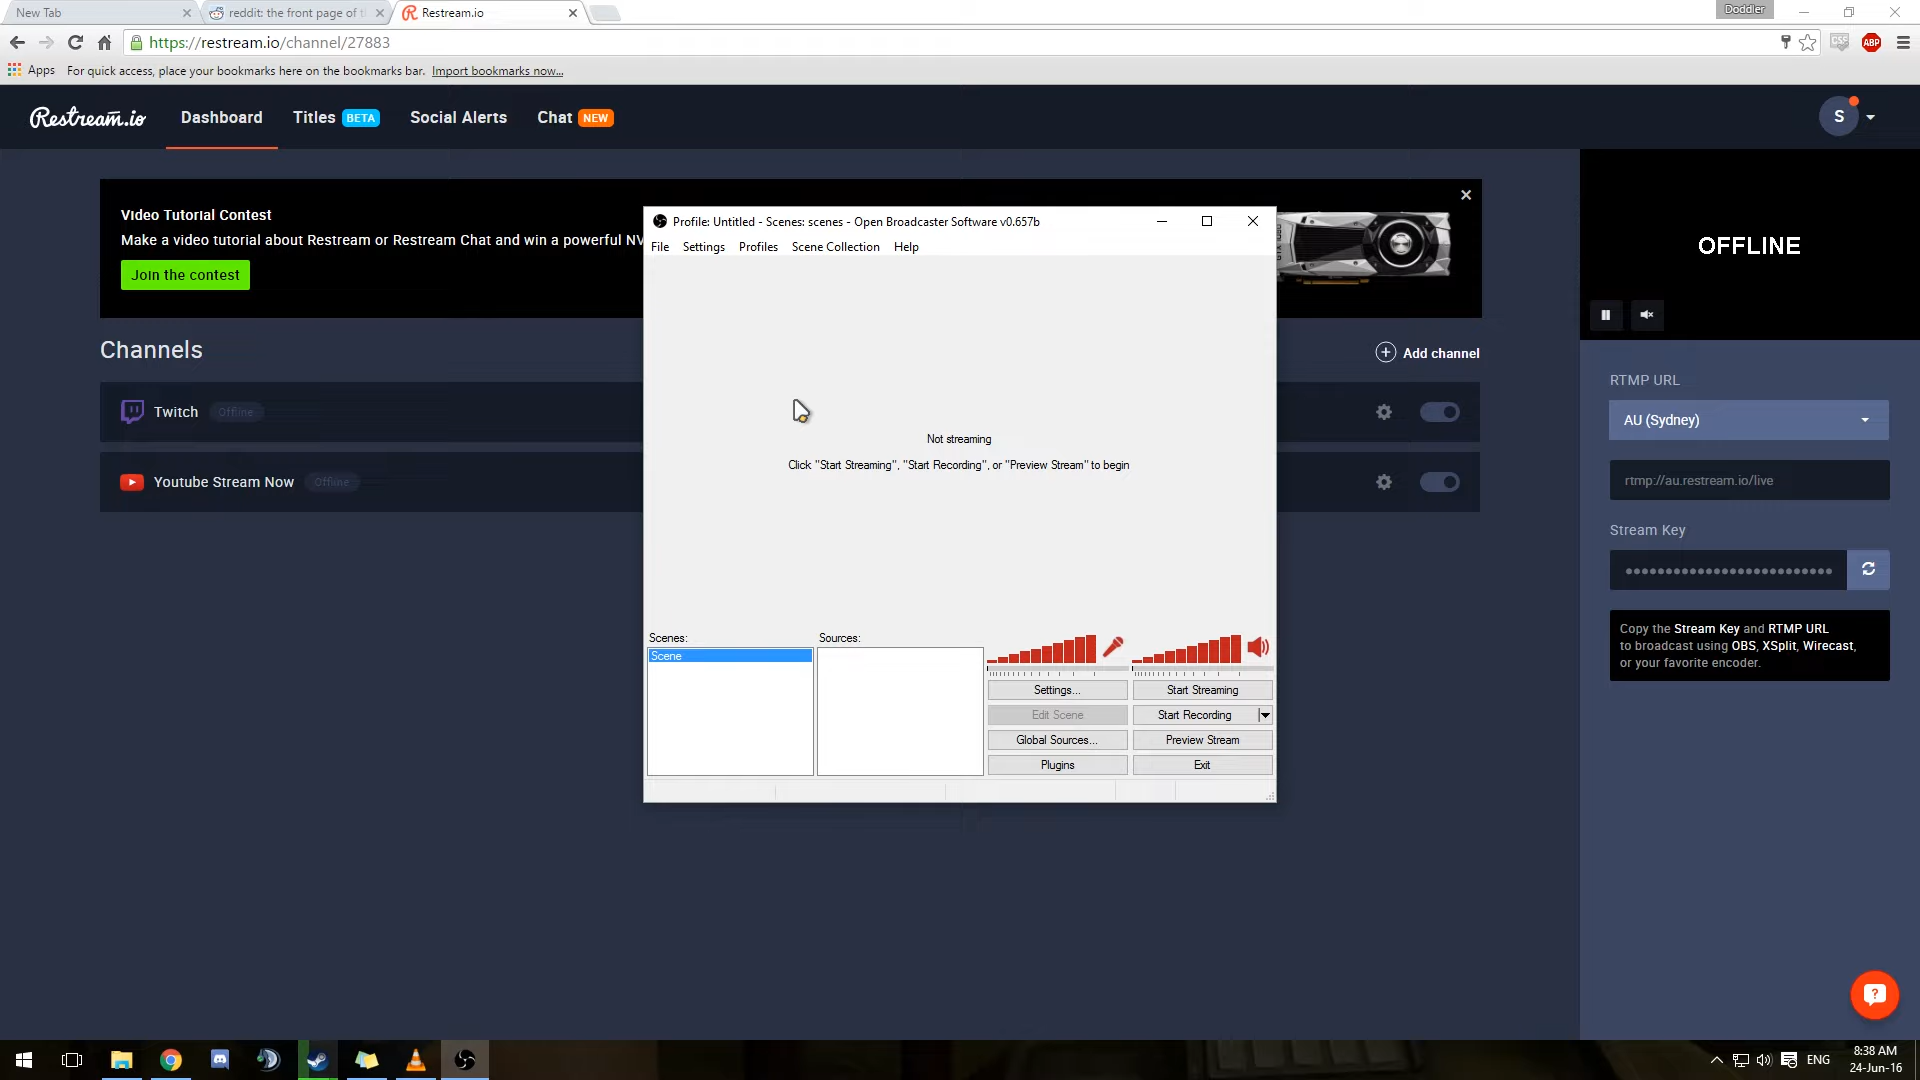 New Tab
reddit: the front page of t
Restream.io
Doddler
https://restream.io/channel/27883
ABP
Apps
For quick access, place your bookmarks here on the bookmarks bar.
Import bookmarks now...
Restream.io
Dashboard
Titles BETA
Social Alerts
Chat NEW
S
Video Tutorial Contest
Make a video tutorial about Restream or Restream Chat and win a powerful NV
Join the contest
Channels
Add channel
Twitch Offline
Youtube Stream Now Offline
Profile: Untitled - Scenes: scenes - Open Broadcaster Software v0.657b
File Settings Profiles Scene Collection Help
Not streaming
Click "Start Streaming", "Start Recording", or "Preview Stream" to begin
Scenes:
Sources:
Scene
Settings...
Start Streaming
Edit Scene
Start Recording
Global Sources...
Preview Stream
Plugins
Exit
OFFLINE
RTMP URL
AU (Sydney)
rtmp://au.restream.io/live
Stream Key
Copy the Stream Key and RTMP URL
to broadcast using OBS, XSplit, Wirecast,
or your favorite encoder.
ENG
8:38 AM
24-Jun-16